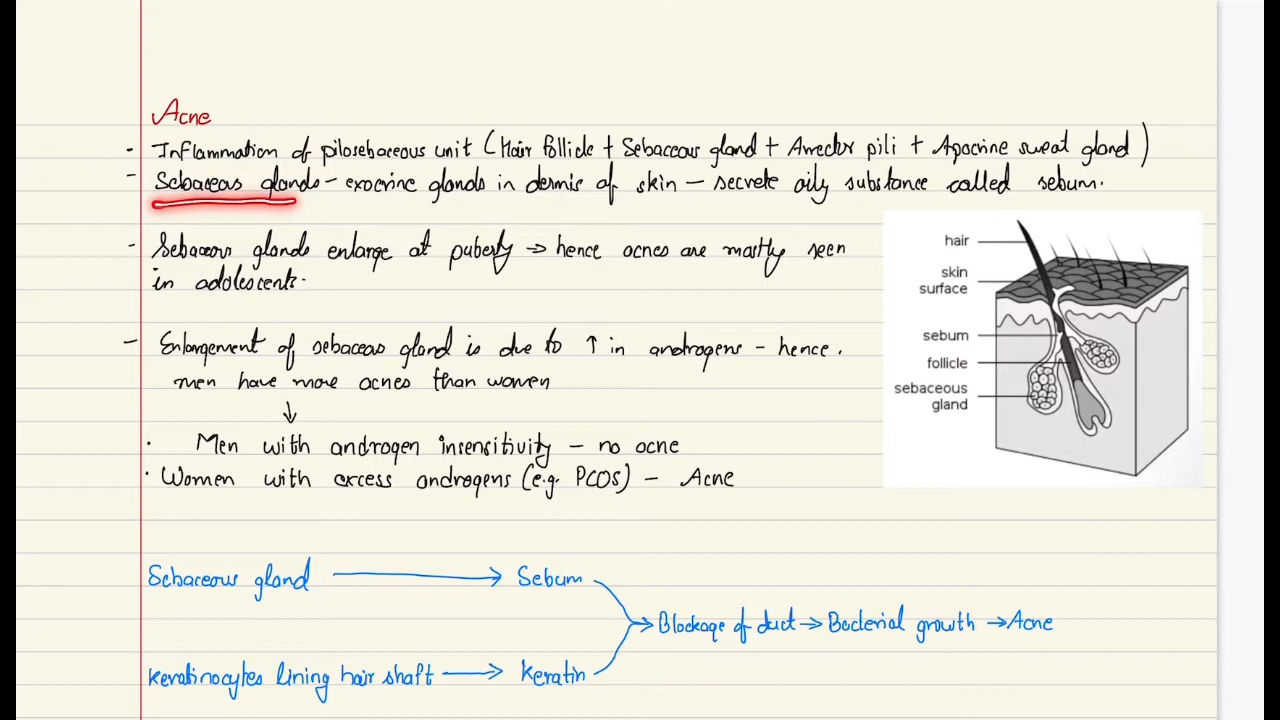 Acne
- Inflammation of pilosebaceous unit (Hair follicle + Sebaceous gland + Arrector pili + Apocrine sweat gland)
- Sebaceous glands - exocrine glands in dermis of skin - secrete oily substance called sebum.
- Sebaceous glands enlarge at puberty → hence acnes are mostly seen
in adolescents.
- Enlargement of sebaceous gland is due to ↑ in androgens - hence.
men have more acnes than women
↓
· Men with androgen insensitivity - no acne
· Women with excess androgens (e.g. PCOS) - Acne
hair
skin
surface
sebum
follicle
sebaceous
gland
Sebaceous gland → Sebum
→ Blockage of duct → Bacterial growth → Acne
Keratinocytes lining hair shaft → Keratin